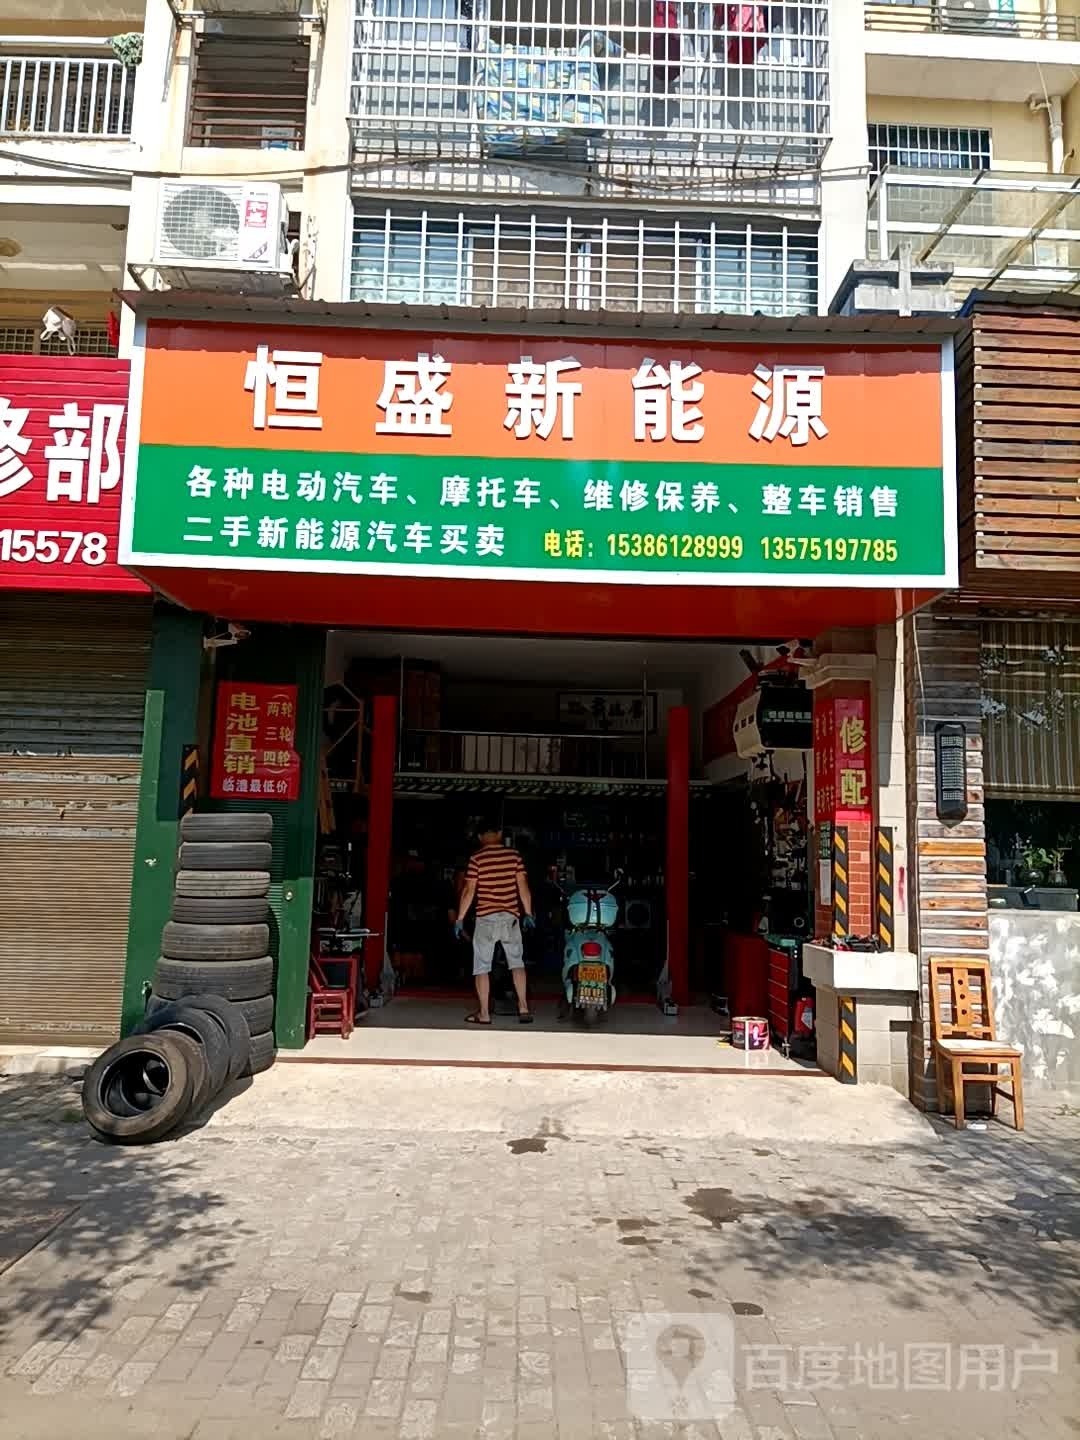 恒盛新能源
各种电动汽车、摩托车、维修保养、整车销售
二手新能源汽车买卖 电话：15386128999 13575197785
修部
15578
电池直销
（两轮
三轮
四轮）
临澧最低价
修配
百度地图用户